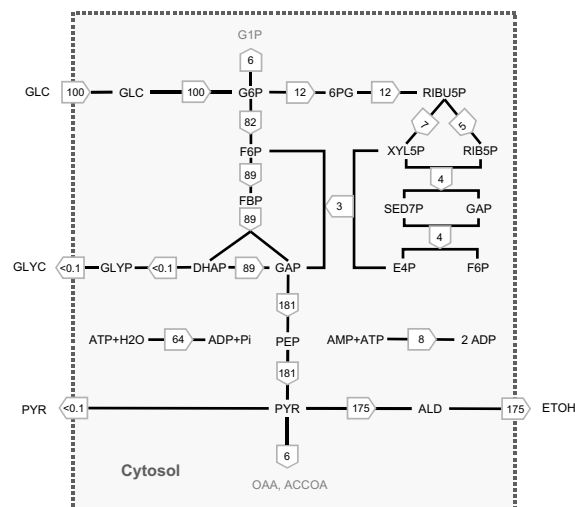 G1P
6
GLC 100 GLC 100 G6P 12 6PG 12 RIBU5P
82 7 5
F6P XYL5P RIB5P
89 4
FBP 3 SED7P GAP
89 4
GLYC <0.1 GLYP <0.1 DHAP 89 GAP E4P F6P
181
ATP+H2O 64 ADP+Pi PEP AMP+ATP 8 2 ADP
181
PYR <0.1 PYR 175 ALD 175 ETOH
6
Cytosol
OAA, ACCOA